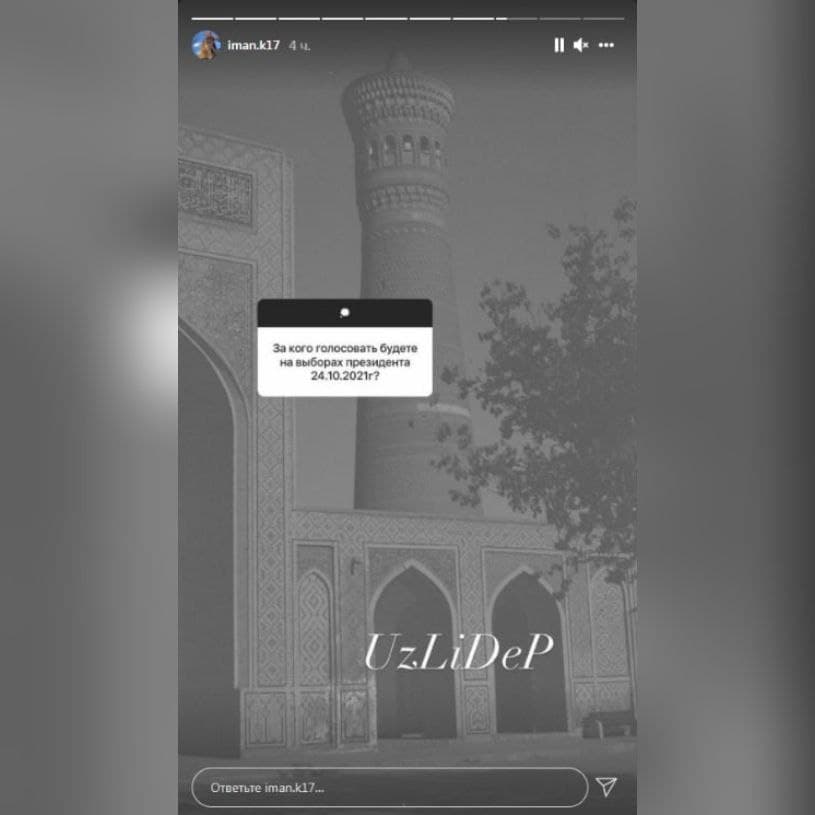 iman.k17 4 ч.
За кого голосовать будете
на выборах президента
24.10.2021г?
UzLiDeP
Ответьте iman.k17...